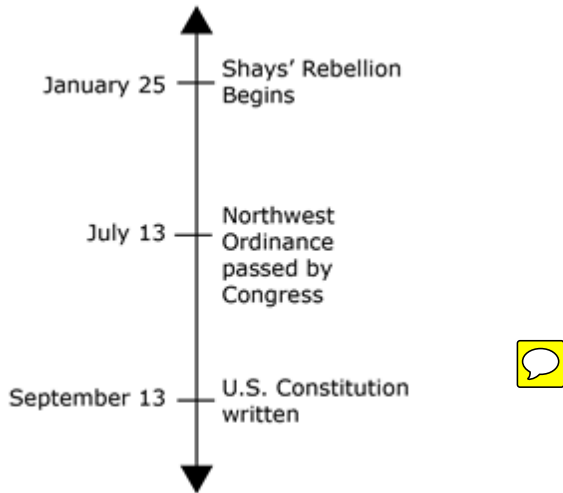 January 25
Shays' Rebellion
Begins
July 13
Northwest
Ordinance
passed by
Congress
September 13
U.S. Constitution
written